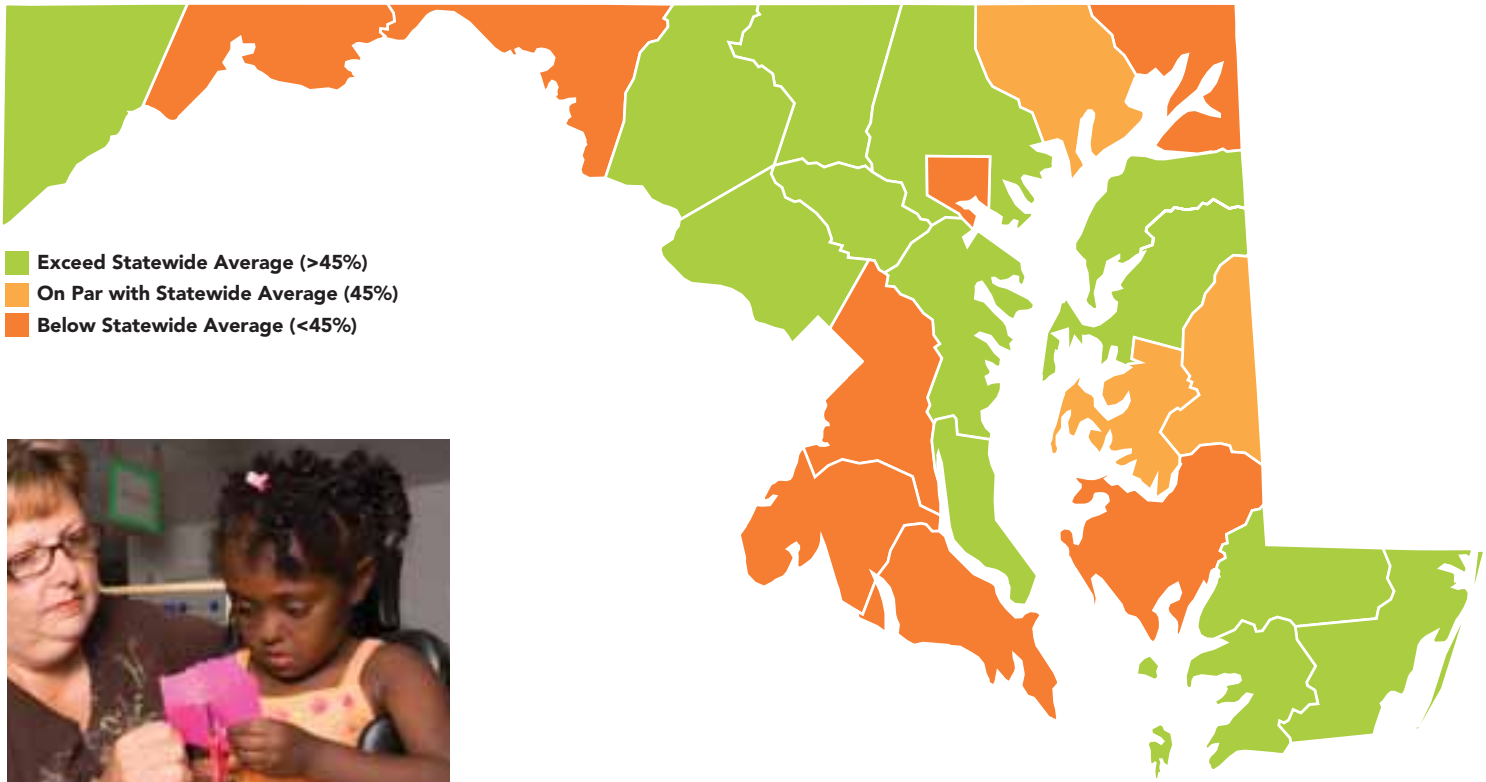 Exceed Statewide Average (>45%)
On Par with Statewide Average (45%)
Below Statewide Average (<45%)